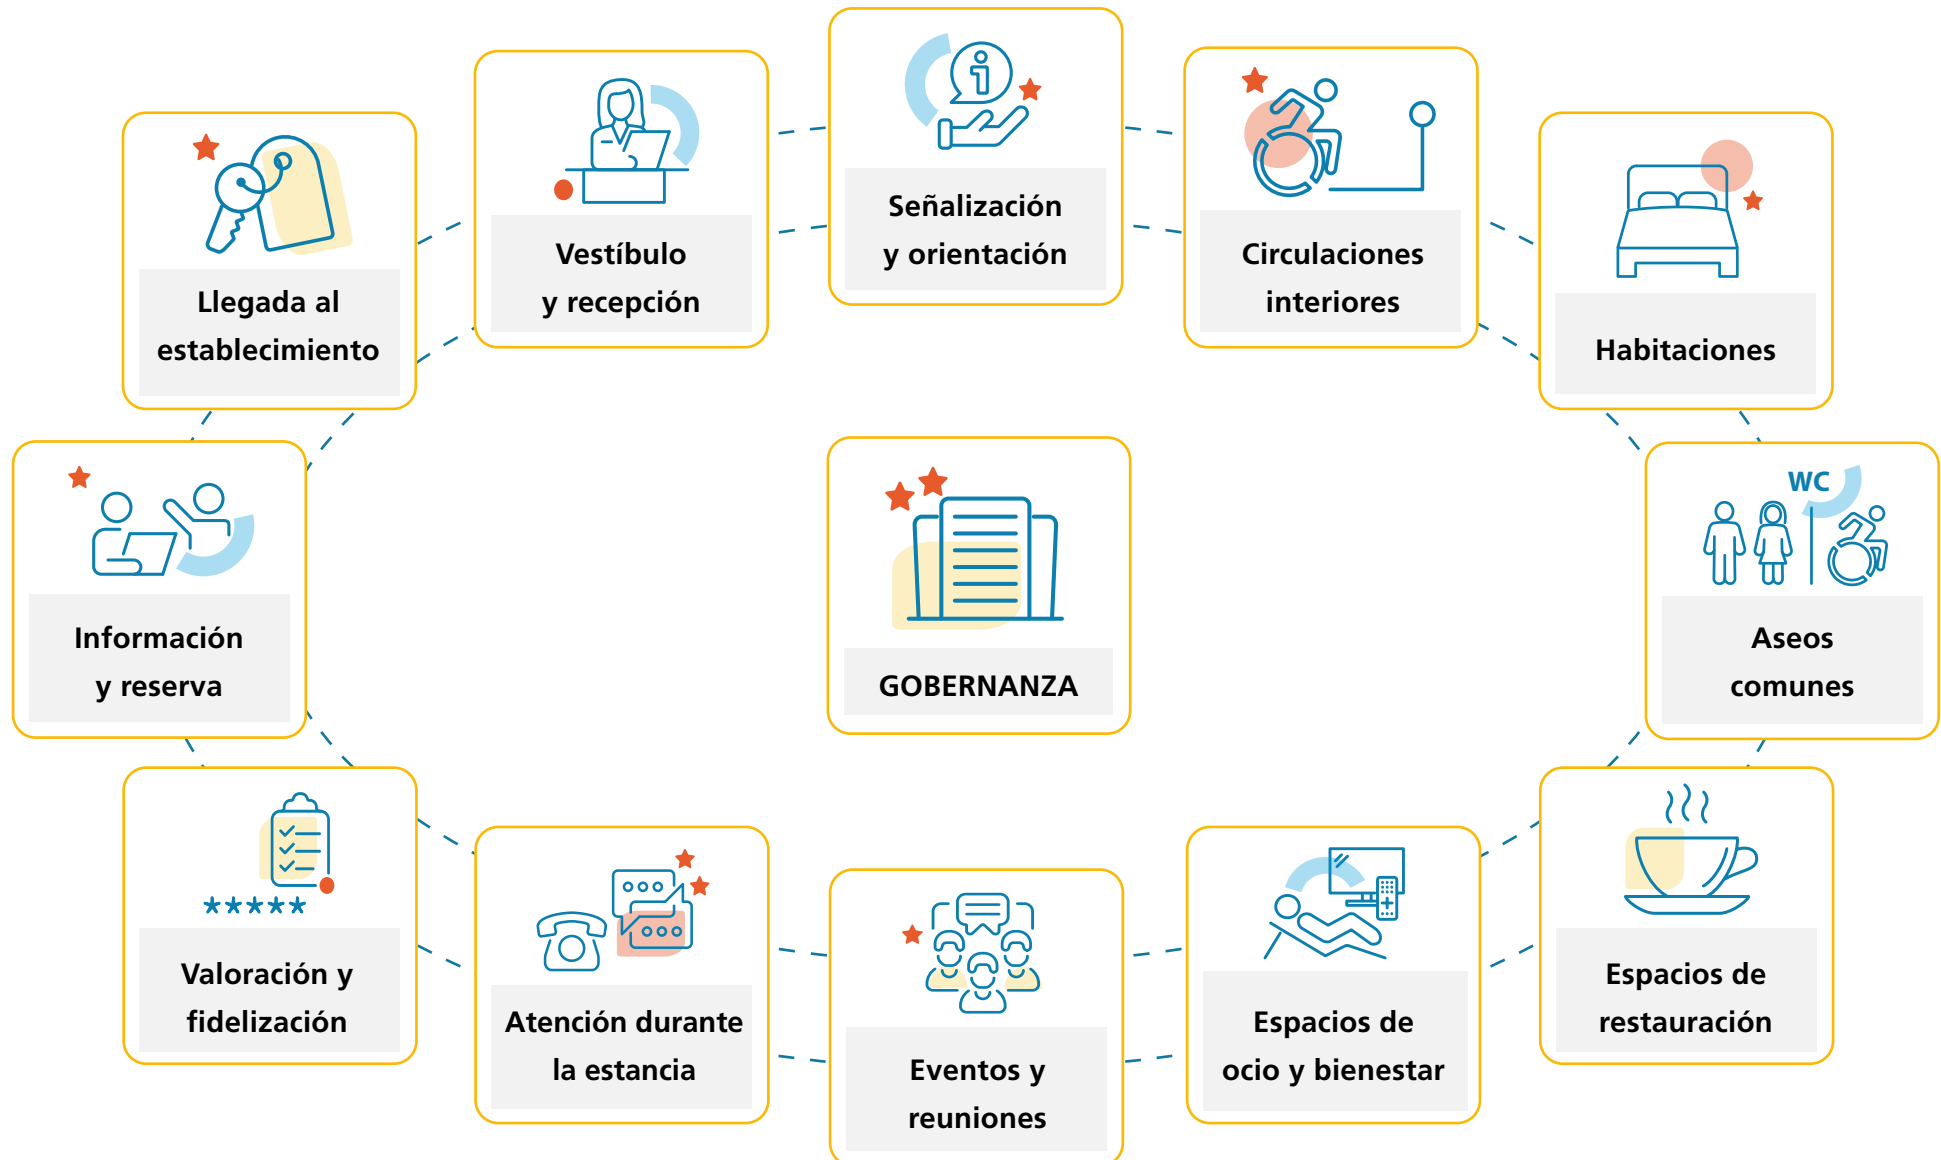 Señalización
y orientación
Vestíbulo
y recepción
Circulaciones
interiores
Llegada al
establecimiento
Habitaciones
WC
Información
y reserva
GOBERNANZA
Aseos
comunes
Valoración y
fidelización
Atención durante
la estancia
Eventos y
reuniones
Espacios de
ocio y bienestar
Espacios de
restauración